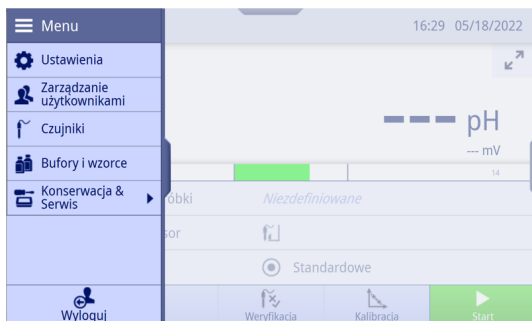 Menu
16:29 05/18/2022
Ustawienia
Zarządzanie
użytkownikami
Czujniki
Bufory i wzorce
Konserwacja &
Serwis
Wyloguj
--- pH
--- mV
14
óbki
Niezdefiniowane
sor
Standardowe
Weryfikacja
Kalibracja
Start